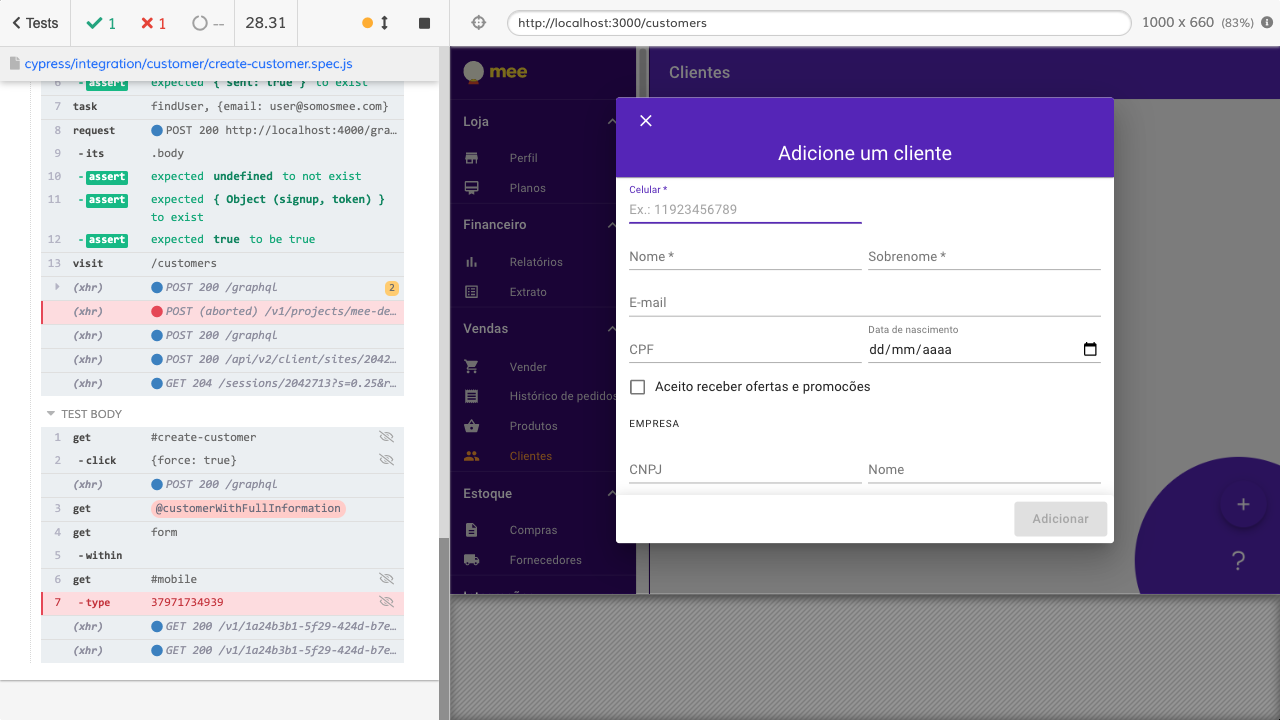 Tests
1
1
--
28.31
http://localhost:3000/customers
1000 x 660 (83%)
cypress/integration/customer/create-customer.spec.js
6 -assert expected { sent: true } to exist
7 task findUser, {email: user@somosmee.com}
8 request POST 200 http://localhost:4000/gra…
9 -its .body
10 -assert expected undefined to not exist
11 -assert expected { Object (signup, token) }
to exist
12 -assert expected true to be true
13 visit /customers
(xhr) POST 200 /graphql 2
(xhr) POST (aborted) /v1/projects/mee-de…
(xhr) POST 200 /graphql
(xhr) POST 200 /api/v2/client/sites/2042…
(xhr) GET 204 /sessions/2042713?s=0.25&r…
TEST BODY
1 get #create-customer
2 -click {force: true}
(xhr) POST 200 /graphql
3 get @customerWithFullInformation
4 get form
5 -within
6 get #mobile
7 -type 37971734939
(xhr) GET 200 /v1/1a24b3b1-5f29-424d-b7e…
(xhr) GET 200 /v1/1a24b3b1-5f29-424d-b7e…
mee
Loja
Perfil
Planos
Financeiro
Relatórios
Extrato
Vendas
Vender
Histórico de pedidos
Produtos
Clientes
Estoque
Compras
Fornecedores
Clientes
Adicione um cliente
Celular *
Ex.: 11923456789
Nome *
Sobrenome *
E-mail
CPF
Data de nascimento
dd/mm/aaaa
Aceito receber ofertas e promocões
EMPRESA
CNPJ
Nome
Adicionar
+
?